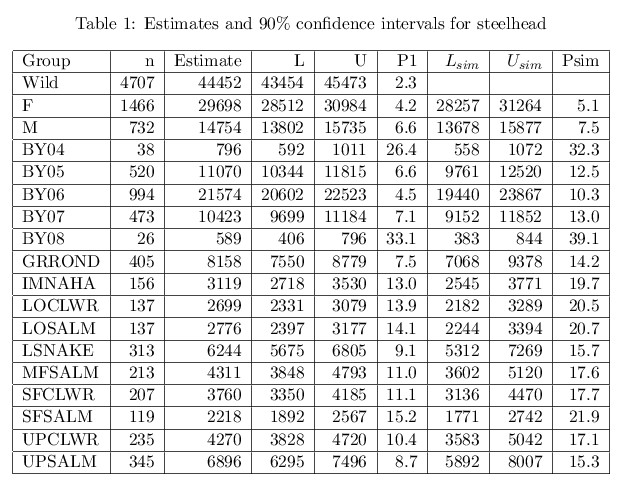 Table 1: Estimates and 90% confidence intervals for steelhead
Group n Estimate L U P1 L_sim U_sim Psim
Wild 4707 44452 43454 45473 2.3
F 1466 29698 28512 30984 4.2 28257 31264 5.1
M 732 14754 13802 15735 6.6 13678 15877 7.5
BY04 38 796 592 1011 26.4 558 1072 32.3
BY05 520 11070 10344 11815 6.6 9761 12520 12.5
BY06 994 21574 20602 22523 4.5 19440 23867 10.3
BY07 473 10423 9699 11184 7.1 9152 11852 13.0
BY08 26 589 406 796 33.1 383 844 39.1
GRROND 405 8158 7550 8779 7.5 7068 9378 14.2
IMNAHA 156 3119 2718 3530 13.0 2545 3771 19.7
LOCLWR 137 2699 2331 3079 13.9 2182 3289 20.5
LOSALM 137 2776 2397 3177 14.1 2244 3394 20.7
LSNAKE 313 6244 5675 6805 9.1 5312 7269 15.7
MFSALM 213 4311 3848 4793 11.0 3602 5120 17.6
SFCLWR 207 3760 3350 4185 11.1 3136 4470 17.7
SFSALM 119 2218 1892 2567 15.2 1771 2742 21.9
UPCLWR 235 4270 3828 4720 10.4 3583 5042 17.1
UPSALM 345 6896 6295 7496 8.7 5892 8007 15.3